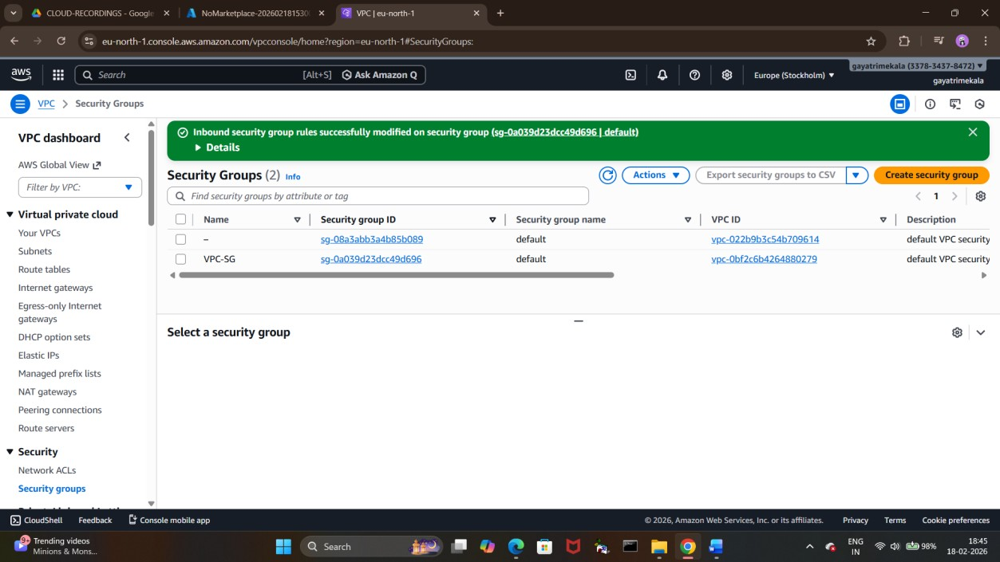 CLOUD-RECORDINGS - Google
NoMarketplace-2026021815300
VPC | eu-north-1
eu-north-1.console.aws.amazon.com/vpcconsole/home?region=eu-north-1#SecurityGroups:
aws
Search
[Alt+S]
Ask Amazon Q
Europe (Stockholm)
gayatrimekala (3378-3437-8472)
gayatrimekala
VPC
Security Groups
VPC dashboard
AWS Global View
Filter by VPC:
Virtual private cloud
Your VPCs
Subnets
Route tables
Internet gateways
Egress-only Internet
gateways
DHCP option sets
Elastic IPs
Managed prefix lists
NAT gateways
Peering connections
Route servers
Security
Network ACLs
Security groups
Inbound security group rules successfully modified on security group (sg-0a039d23dcc49d696 | default)
Details
Security Groups (2) Info
Actions
Export security groups to CSV
Create security group
Find security groups by attribute or tag
1
Name Security group ID Security group name VPC ID Description
– sg-08a3abb3a4b85b089 default vpc-022b9b3c54b709614 default VPC security
VPC-SG sg-0a039d23dcc49d696 default vpc-0bf2c6b4264880279 default VPC security
Select a security group
CloudShell
Feedback
Console mobile app
© 2026, Amazon Web Services, Inc. or its affiliates.
Privacy
Terms
Cookie preferences
9+
Trending videos
Minions & Mons...
Search
ENG
IN
98%
18:45
18-02-2026